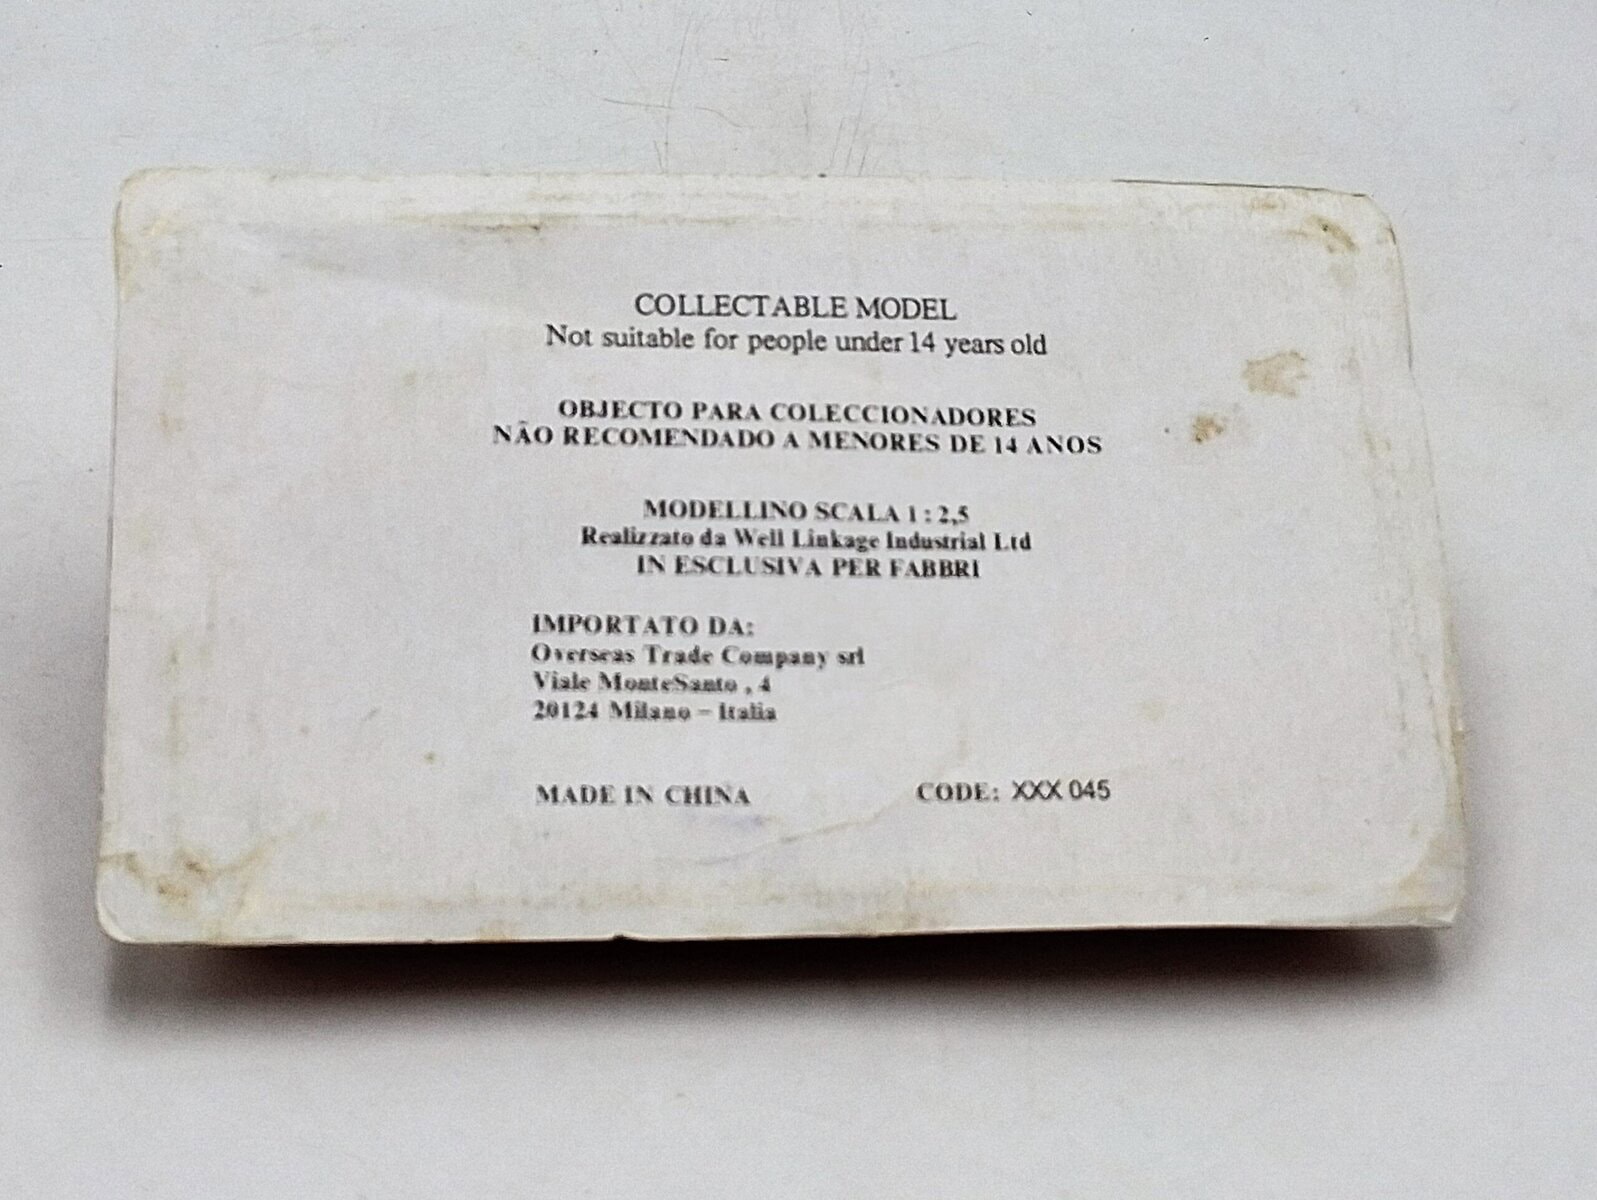 COLLECTABLE MODEL
Not suitable for people under 14 years old
OBJECTO PARA COLECCIONADORES
NÃO RECOMENDADO A MENORES DE 14 ANOS
MODELLINO SCALA 1 : 2,5
Realizzato da Well Linkage Industrial Ltd
IN ESCLUSIVA PER FABBRI
IMPORTATO DA:
Overseas Trade Company srl
Viale MonteSanto , 4
20124 Milano – Italia
MADE IN CHINA CODE: XXX 045